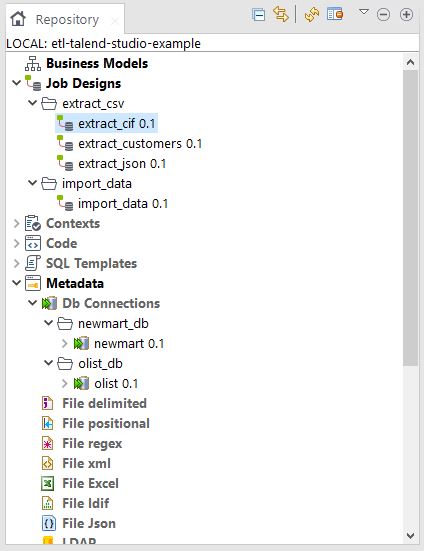 Repository
LOCAL: etl-talend-studio-example
Business Models
Job Designs
extract_csv
extract_cif 0.1
extract_customers 0.1
extract_json 0.1
import_data
import_data 0.1
Contexts
Code
SQL Templates
Metadata
Db Connections
newmart_db
newmart 0.1
olist_db
olist 0.1
File delimited
File positional
File regex
File xml
File Excel
File ldif
File Json
LDAP